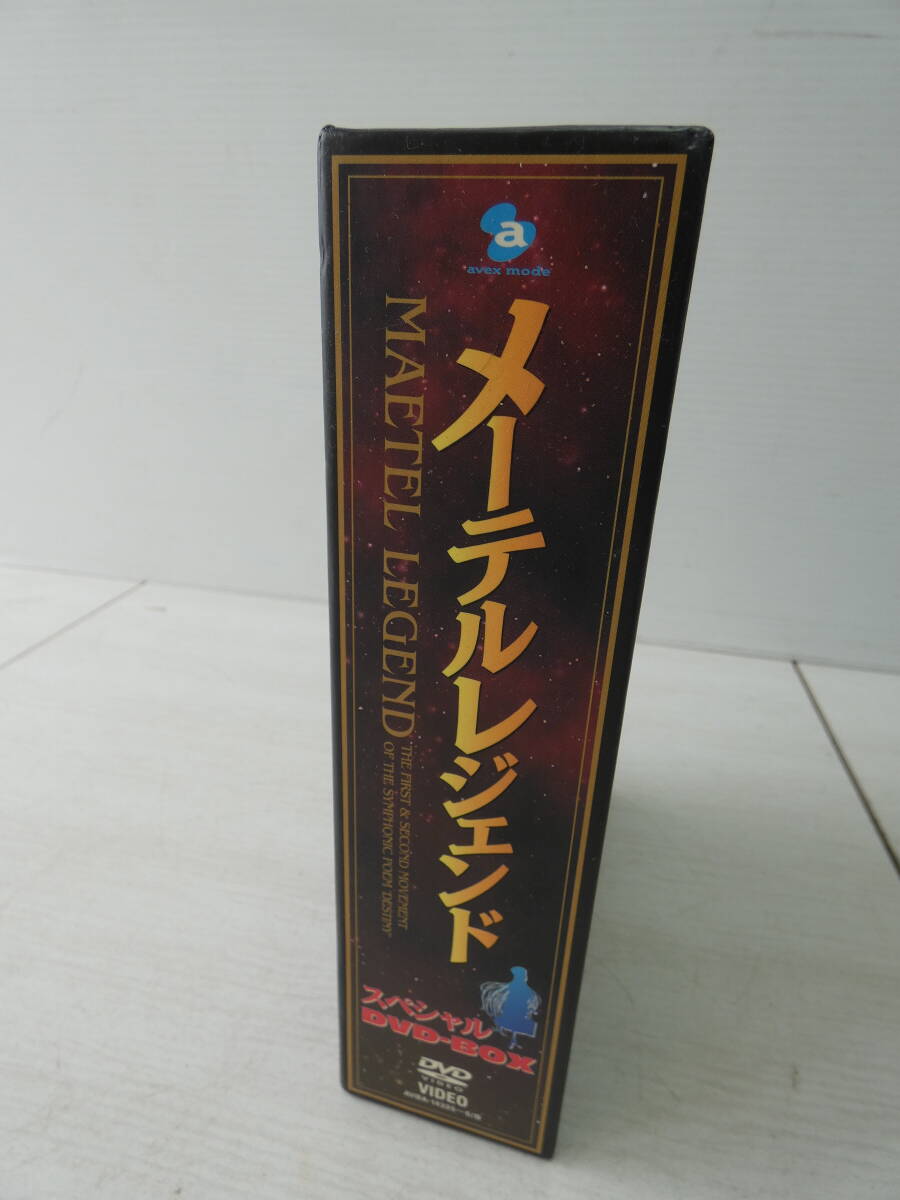 a
avex mode
メーテルレジェンド
MAETEL LEGEND
THE FIRST & SECOND MOVEMENT
OF THE SYMPHONIC POEM "DESTINY"
スペシャル
DVD-BOX
DVD
VIDEO
VIDEO